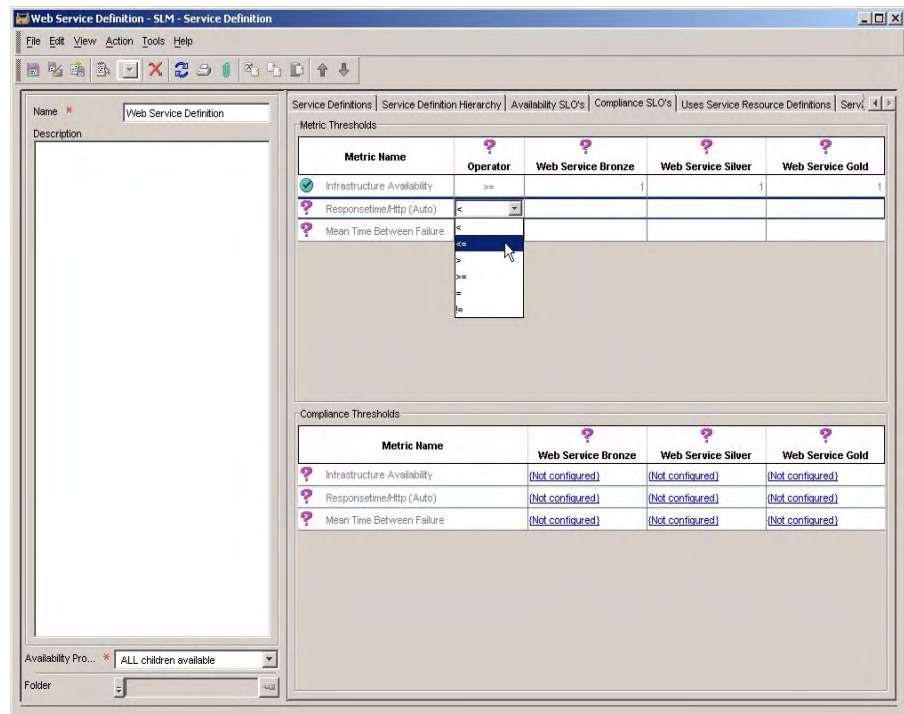 Web Service Definition - SLM - Service Definition
File Edit View Action Tools Help
Name * Web Service Definition
Description
Service Definitions Service Definition Hierarchy Availability SLO's Compliance SLO's Uses Service Resource Definitions Servi
Metric Thresholds
Metric Name Operator Web Service Bronze Web Service Silver Web Service Gold
Infrastructure Availability >= 1 1 1
Responsetime/Http (Auto) <
Mean Time Between Failure
<
<=
>
>=
=
!=
Compliance Thresholds
Metric Name Web Service Bronze Web Service Silver Web Service Gold
Infrastructure Availability {Not configured} {Not configured} {Not configured}
Responsetime/Http (Auto) {Not configured} {Not configured} {Not configured}
Mean Time Between Failure {Not configured} {Not configured} {Not configured}
Availability Pro... * ALL children available
Folder